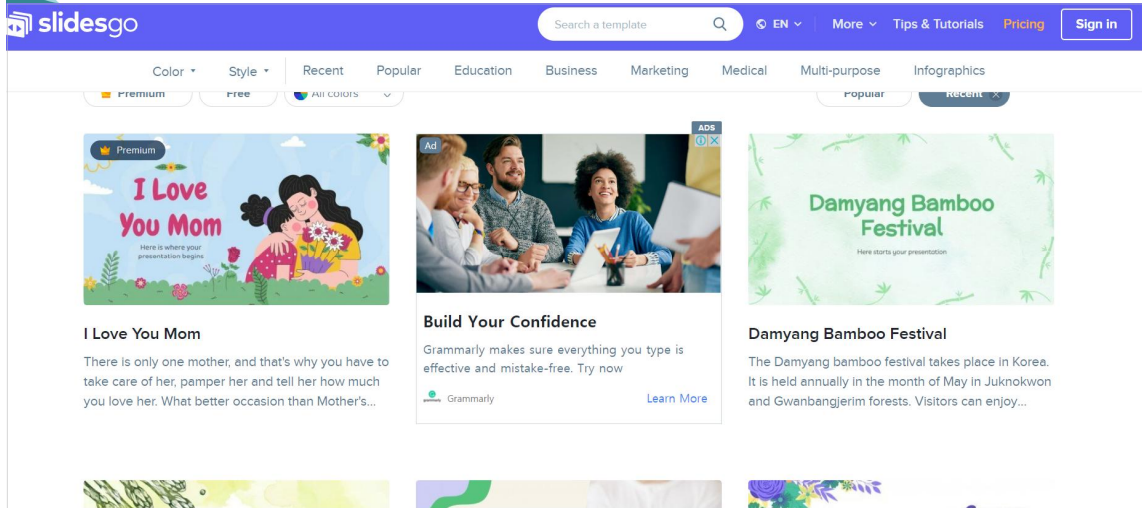 slidesgo
Search a template
EN
More
Tips & Tutorials
Pricing
Sign in
Color
Style
Recent
Popular
Education
Business
Marketing
Medical
Multi-purpose
Infographics
Premium
Free
All colors
Popular
Recent
Premium
I Love
You Mom
Here is where your
presentation begins
I Love You Mom
There is only one mother, and that's why you have to
take care of her, pamper her and tell her how much
you love her. What better occasion than Mother's...
ADS
Ad
Build Your Confidence
Grammarly makes sure everything you type is
effective and mistake-free. Try now
grammarly
Grammarly
Learn More
Damyang Bamboo
Festival
Here starts your presentation
Damyang Bamboo Festival
The Damyang bamboo festival takes place in Korea.
It is held annually in the month of May in Juknokwon
and Gwanbangjerim forests. Visitors can enjoy...